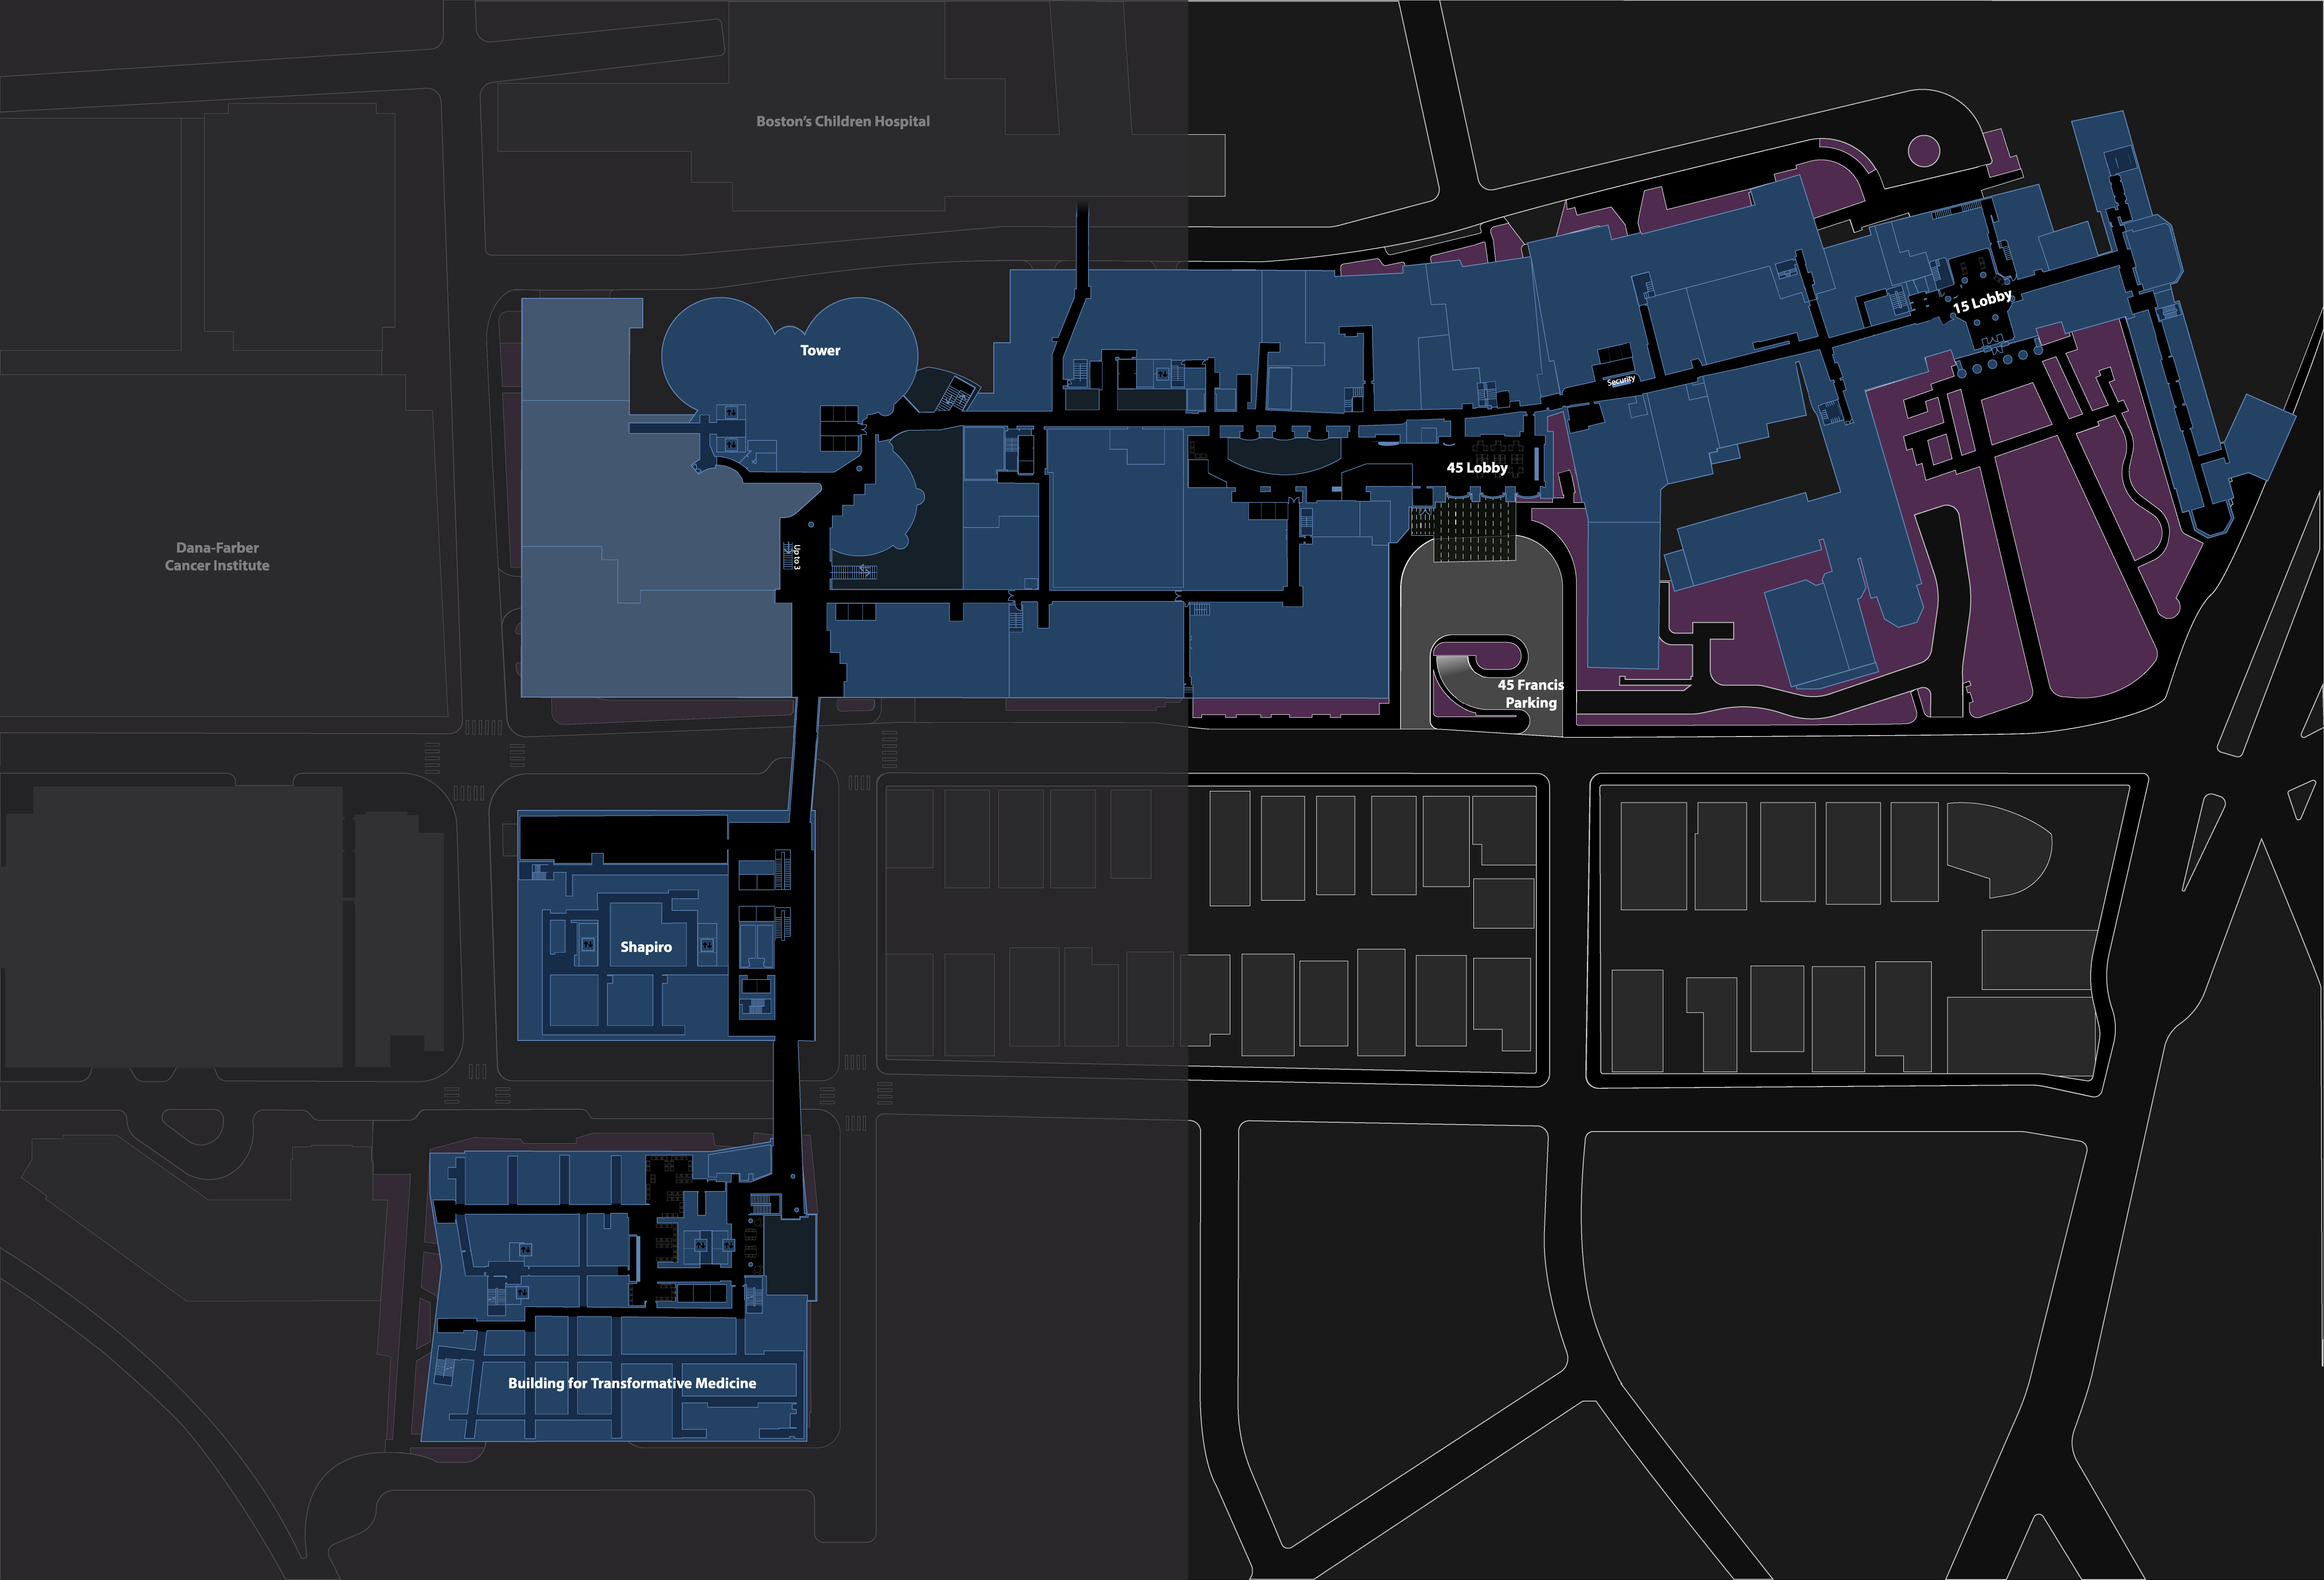 Boston's Children Hospital
15 Lobby
Tower
Security
45 Lobby
Dana-Farber
Cancer Institute
Up to 3
45 Francis
Parking
Shapiro
Building for Transformative Medicine